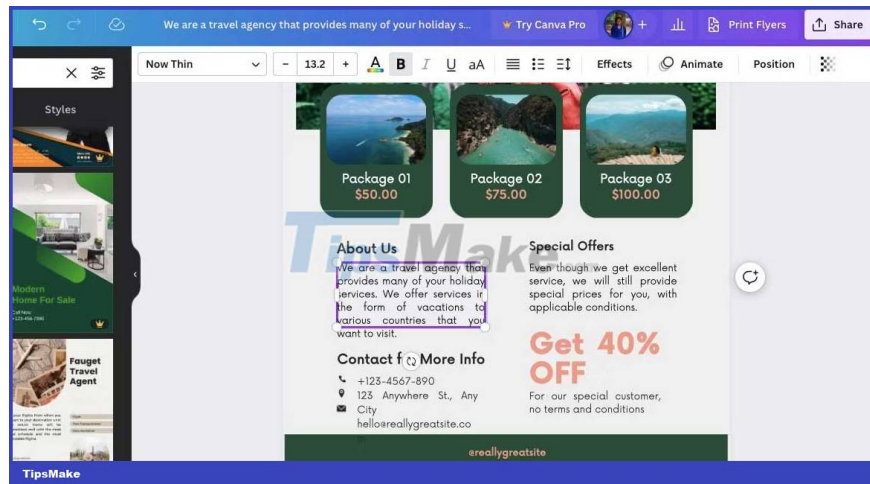 We are a travel agency that provides many of your holiday s...
Try Canva Pro
+
Print Flyers
Share
Now Thin
- 13.2 +
A B I U aA
Effects
Animate
Position
Styles
Modern
Home For Sale
Call Now
+123-456-7890
Fauget
Travel
Agent
Package 01
$50.00
Package 02
$75.00
Package 03
$100.00
TipsMake
.com
About Us
We are a travel agency that
provides many of your holiday
services. We offer services in
the form of vacations to
various countries that you
want to visit.
Special Offers
Even though we get excellent
service, we will still provide
special prices for you, with
applicable conditions.
Get 40%
OFF
For our special customer,
no terms and conditions
Contact f More Info
+123-4567-890
123 Anywhere St., Any
City
hello@reallygreatsite.co
@reallygreatsite
TipsMake